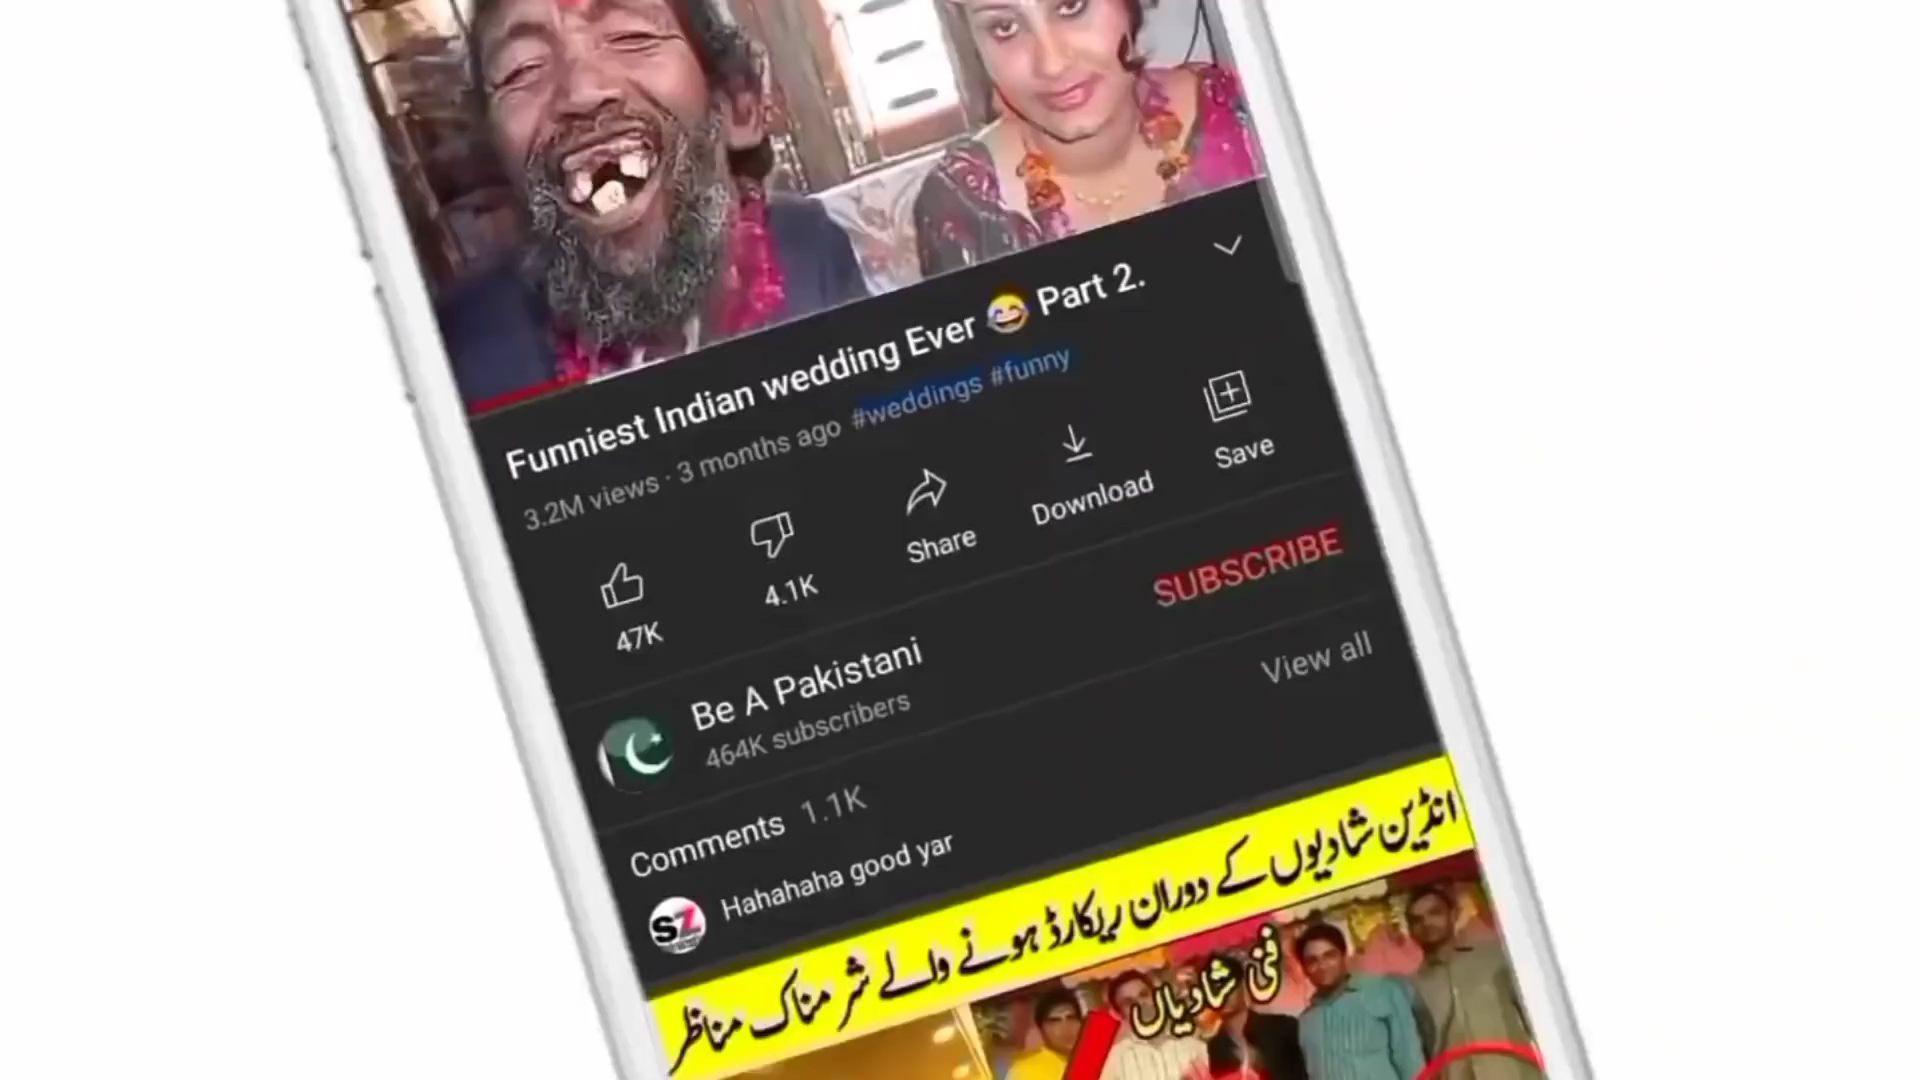 Funniest Indian wedding Ever 😂 Part 2.
3.2M views · 3 months ago #weddings #funny
47K
4.1K
Share
Download
Save
Be A Pakistani
464K subscribers
SUBSCRIBE
Comments 1.1K
View all
SZ
Hahahaha good yar
انڈین شادیوں کے دوران ریکارڈ ہونے والے شرمناک مناظر
فنی شادیاں